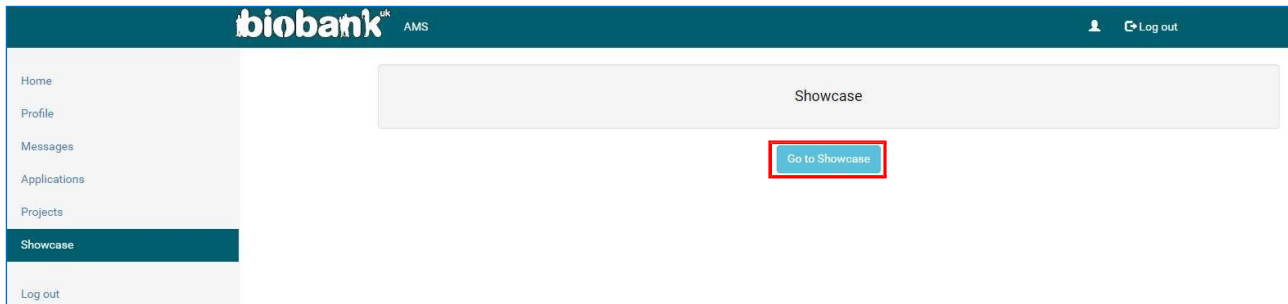 biobank uk AMS Log out
Home
Profile
Messages
Applications
Projects
Showcase
Log out
Showcase
Go to Showcase